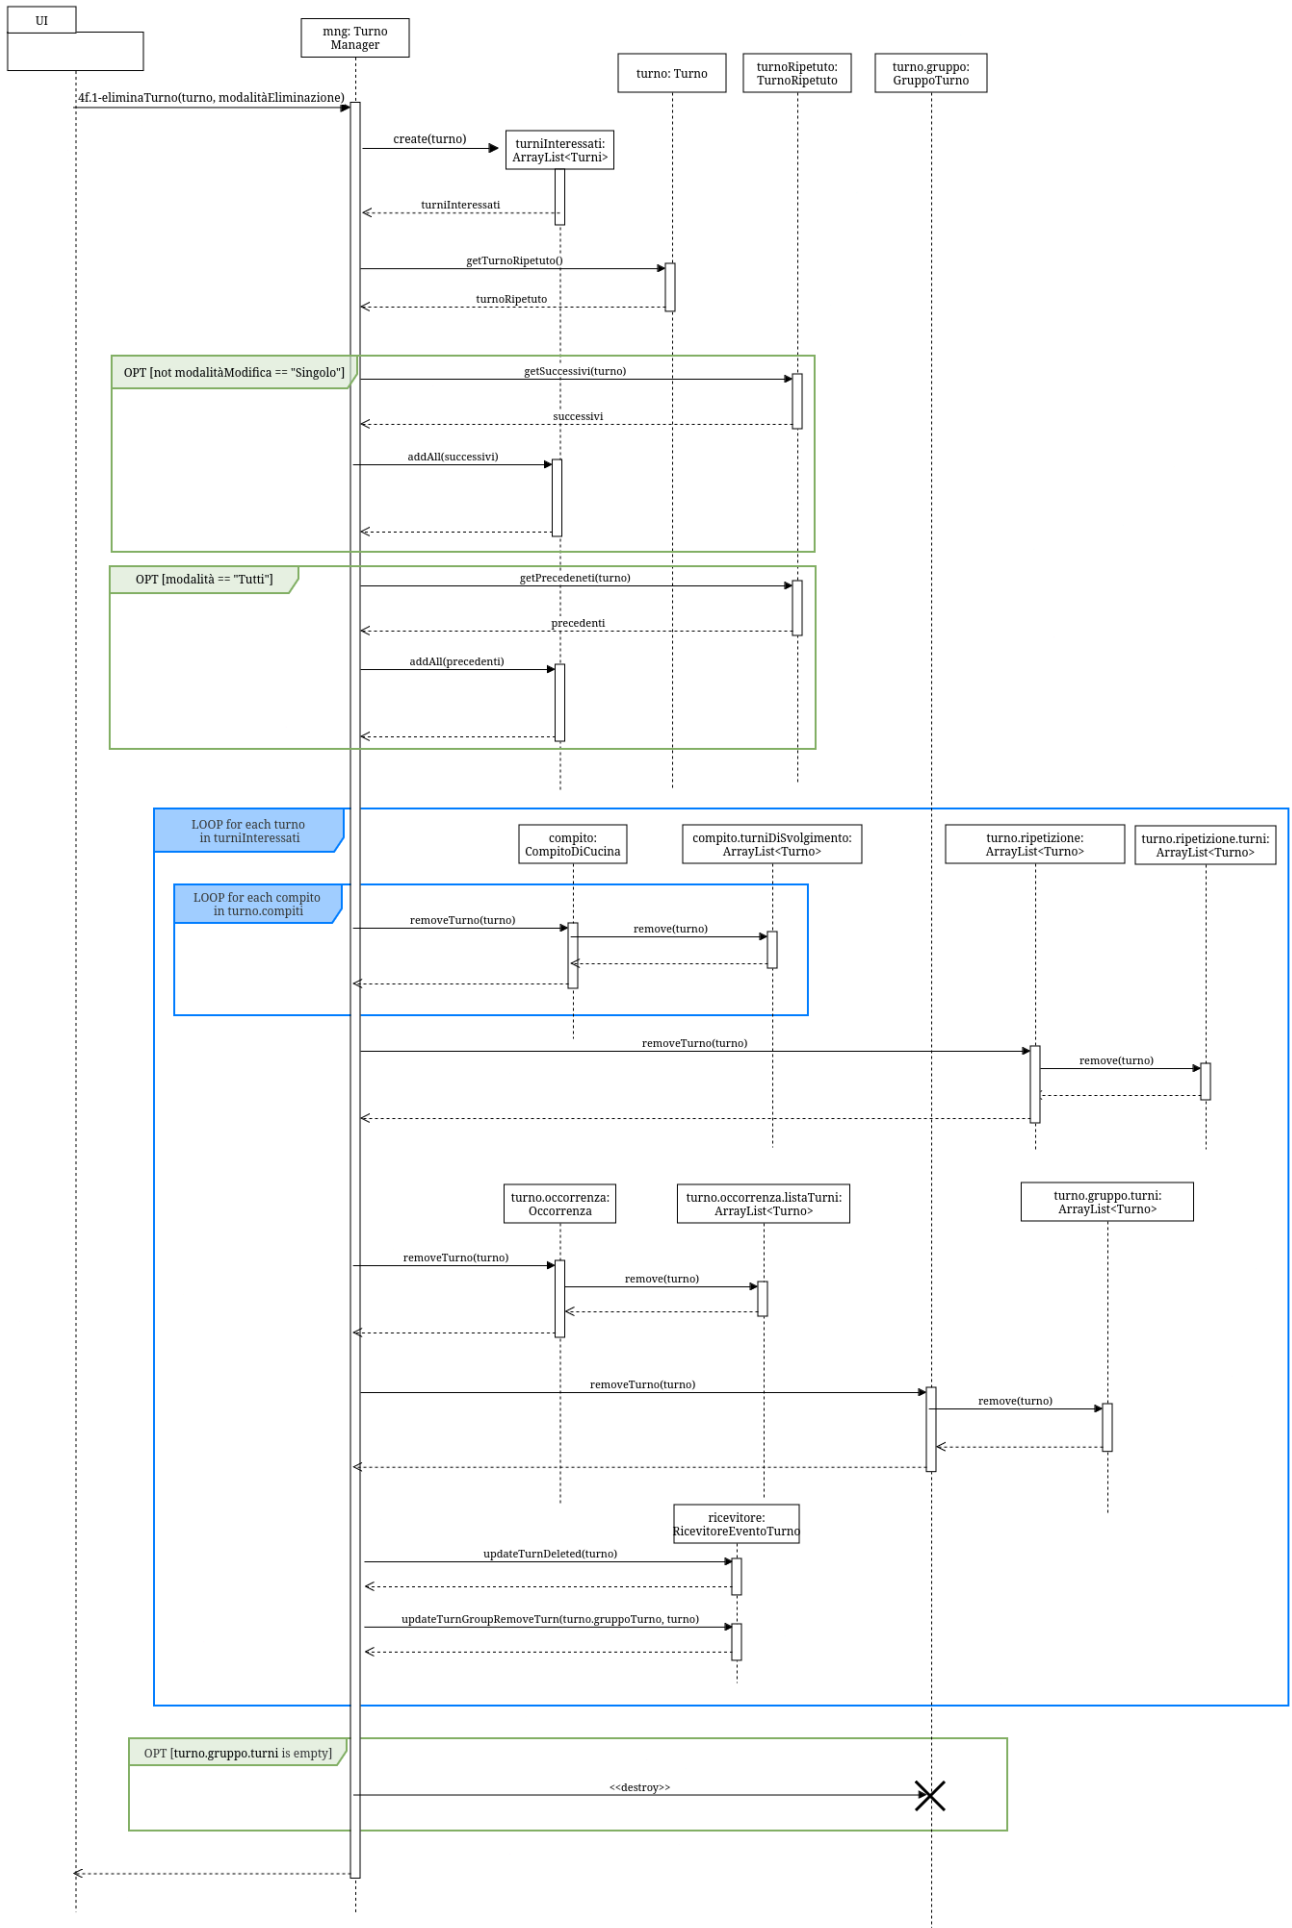 UI
mng: Turno
Manager
turno: Turno
turnoRipetuto:
TurnoRipetuto
turno.gruppo:
GruppoTurno
4f.1-eliminaTurno(turno, modalitàEliminazione)
create(turno)
turniInteressati:
ArrayList<Turni>
turniInteressati
getTurnoRipetuto()
turnoRipetuto
OPT [not modalitàModifica == "Singolo"]
getSuccessivi(turno)
successivi
addAll(successivi)
OPT [modalità == "Tutti"]
getPrecedeneti(turno)
precedenti
addAll(precedenti)
LOOP for each turno
in turniInteressati
compito:
CompitoDiCucina
compito.turniDiSvolgimento:
ArrayList<Turno>
turno.ripetizione:
ArrayList<Turno>
turno.ripetizione.turni:
ArrayList<Turno>
LOOP for each compito
in turno.compiti
removeTurno(turno)
remove(turno)
removeTurno(turno)
remove(turno)
turno.occorrenza:
Occorrenza
turno.occorrenza.listaTurni:
ArrayList<Turno>
turno.gruppo.turni:
ArrayList<Turno>
removeTurno(turno)
remove(turno)
removeTurno(turno)
remove(turno)
ricevitore:
RicevitoreEventoTurno
updateTurnDeleted(turno)
updateTurnGroupRemoveTurn(turno.gruppoTurno, turno)
OPT [turno.gruppo.turni is empty]
<<destroy>>